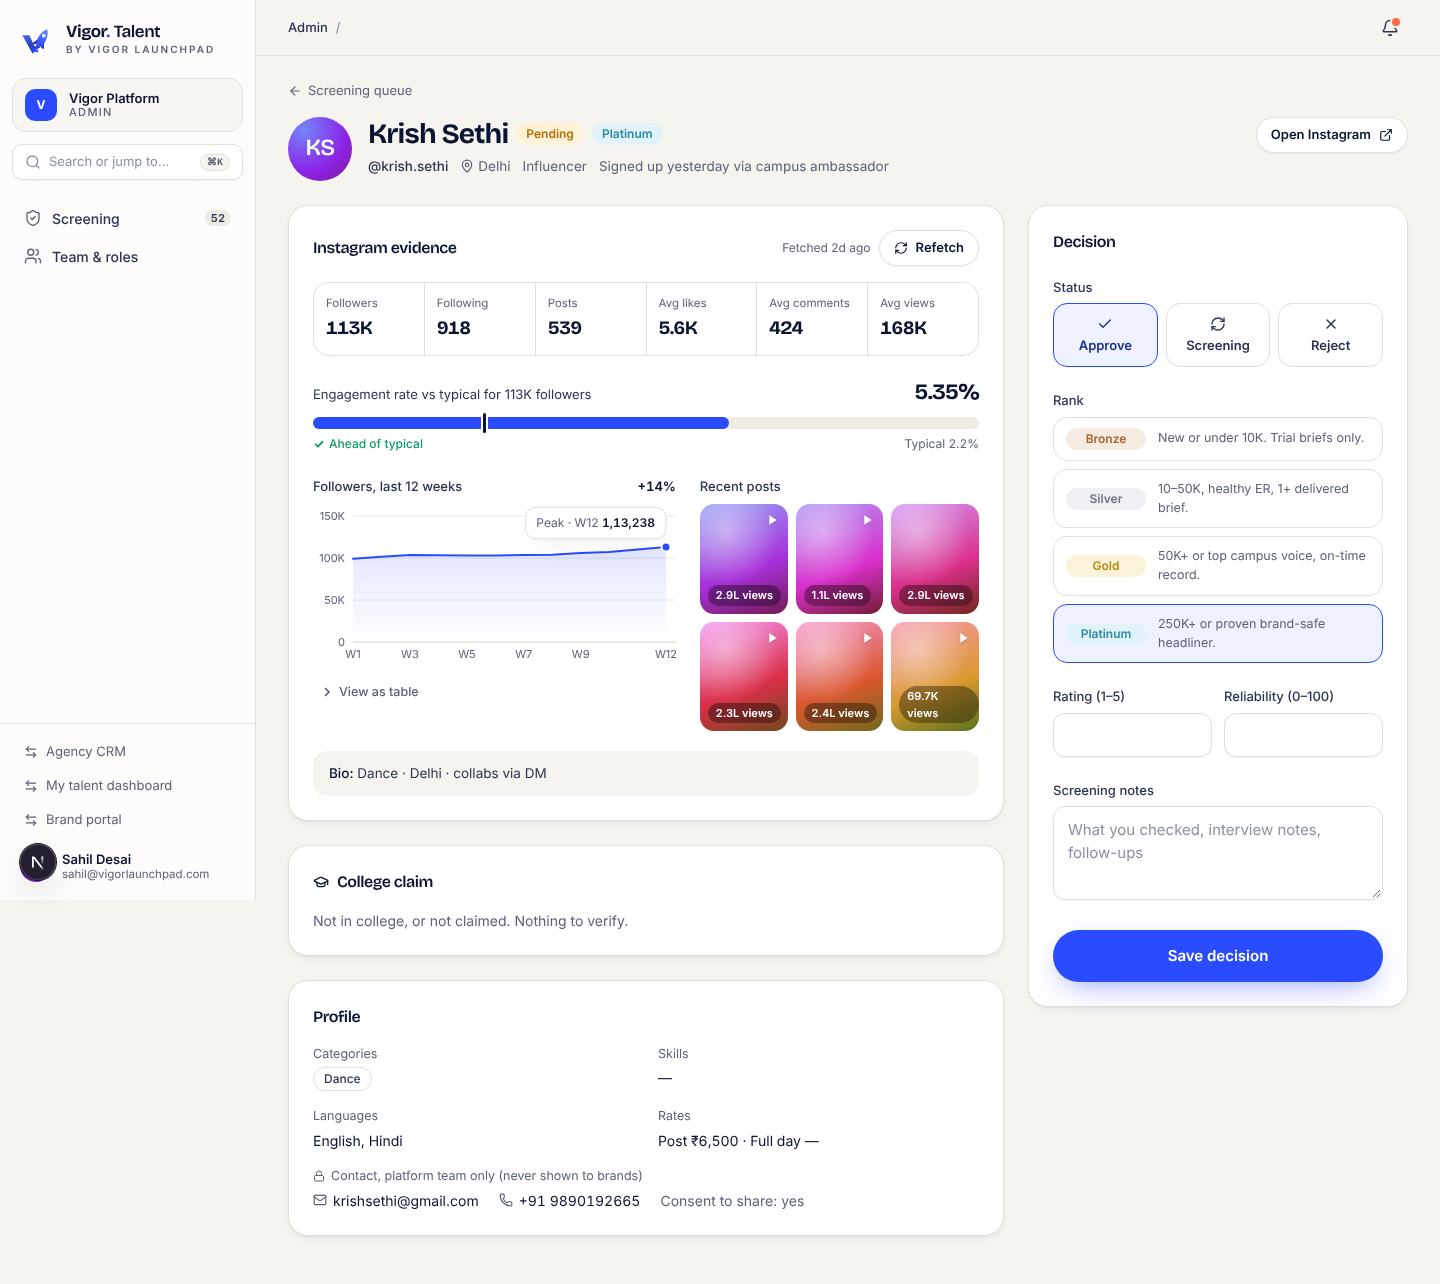 Vigor. Talent
BY VIGOR LAUNCHPAD
V
Vigor Platform
ADMIN
Search or jump to...
⌘K
Screening
52
Team & roles
Agency CRM
My talent dashboard
Brand portal
N
Sahil Desai
sahil@vigorlaunchpad.com
Admin /
Screening queue
KS
Krish Sethi
Pending
Platinum
@krish.sethi
Delhi
Influencer
Signed up yesterday via campus ambassador
Open Instagram
Instagram evidence
Fetched 2d ago
Refetch
Followers
113K
Following
918
Posts
539
Avg likes
5.6K
Avg comments
424
Avg views
168K
Engagement rate vs typical for 113K followers
5.35%
Ahead of typical
Typical 2.2%
Followers, last 12 weeks
+14%
Peak · W12 1,13,238
150K
100K
50K
0
W1
W3
W5
W7
W9
W12
View as table
Recent posts
2.9L views
1.1L views
2.9L views
2.3L views
2.4L views
69.7K
views
Bio: Dance · Delhi · collabs via DM
College claim
Not in college, or not claimed. Nothing to verify.
Profile
Categories
Dance
Skills
—
Languages
English, Hindi
Rates
Post ₹6,500 · Full day —
Contact, platform team only (never shown to brands)
krishsethi@gmail.com
+91 9890192665
Consent to share: yes
Decision
Status
Approve
Screening
Reject
Rank
Bronze
New or under 10K. Trial briefs only.
Silver
10–50K, healthy ER, 1+ delivered
brief.
Gold
50K+ or top campus voice, on-time
record.
Platinum
250K+ or proven brand-safe
headliner.
Rating (1–5)
Reliability (0–100)
Screening notes
What you checked, interview notes,
follow-ups
Save decision